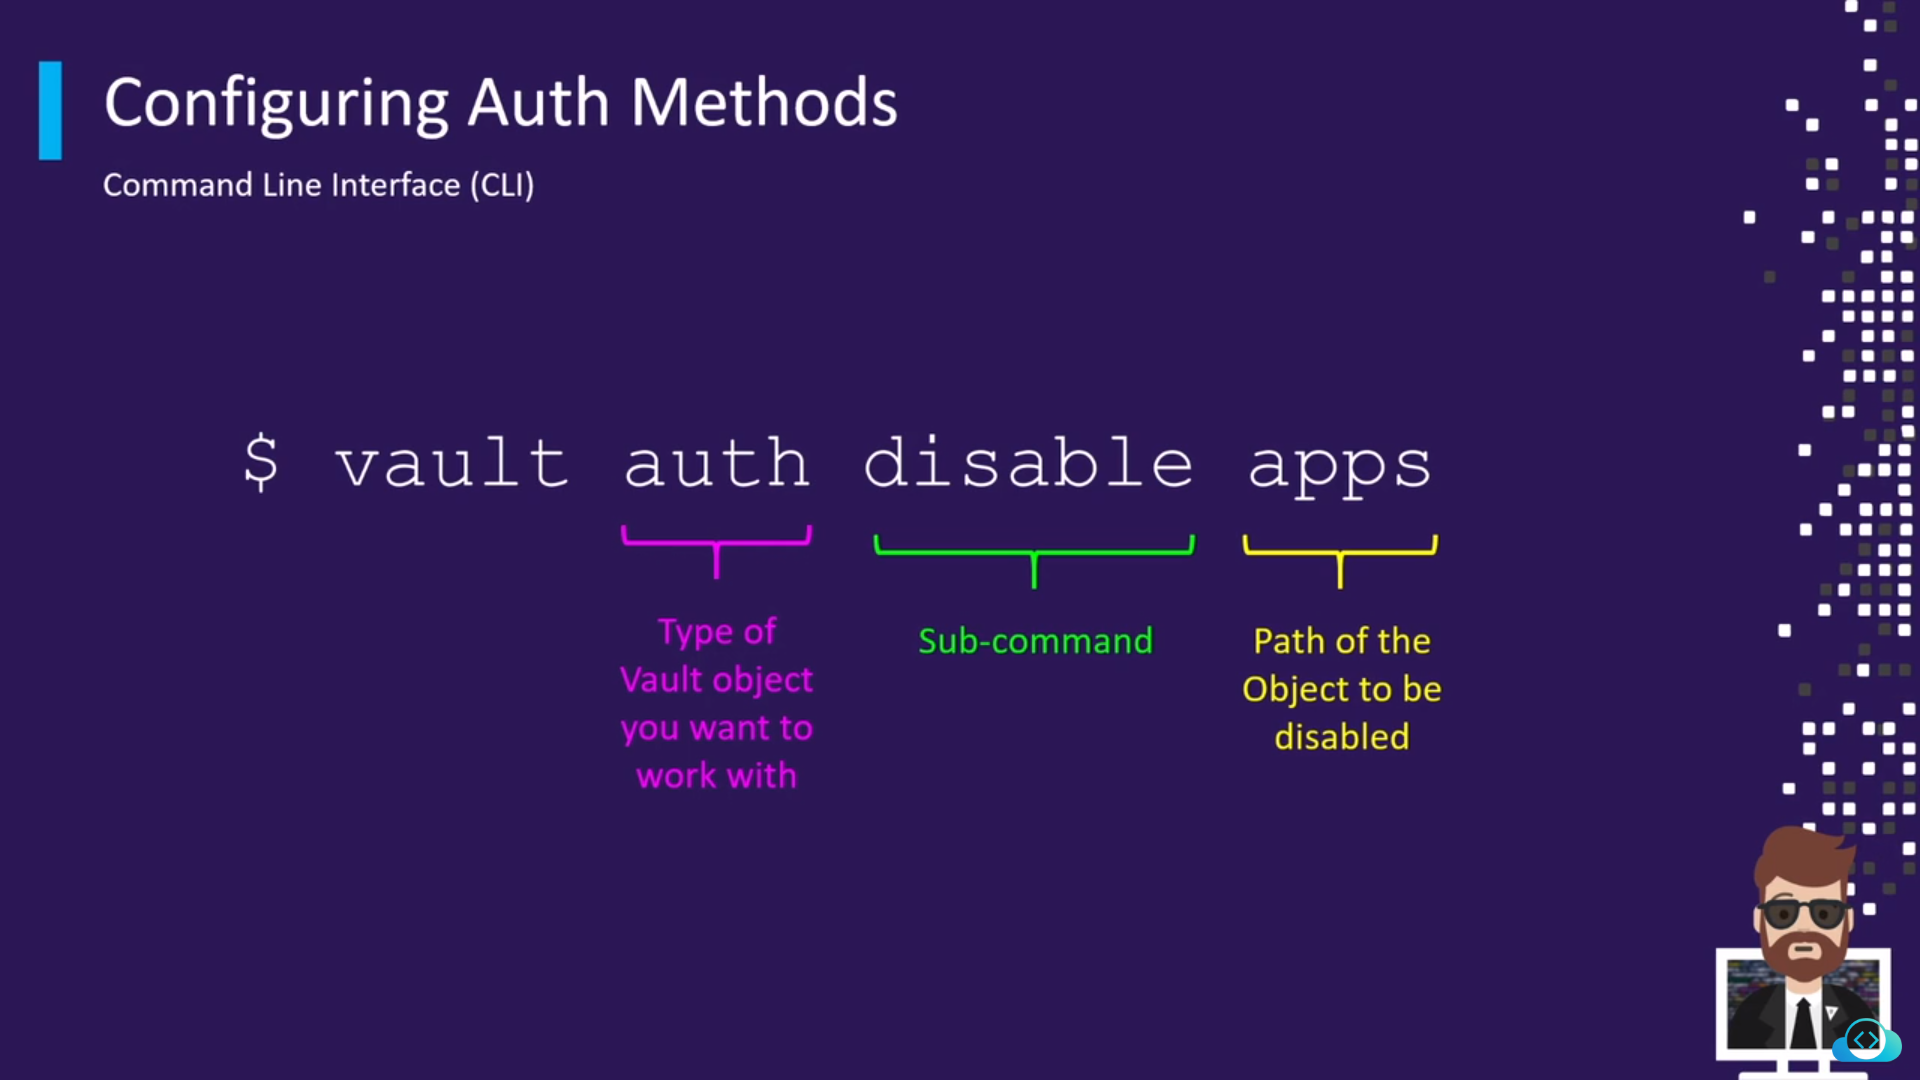 Configuring Auth Methods
Command Line Interface (CLI)
$ vault auth disable apps
Type of
Vault object
you want to
work with
Sub-command
Path of the
Object to be
disabled